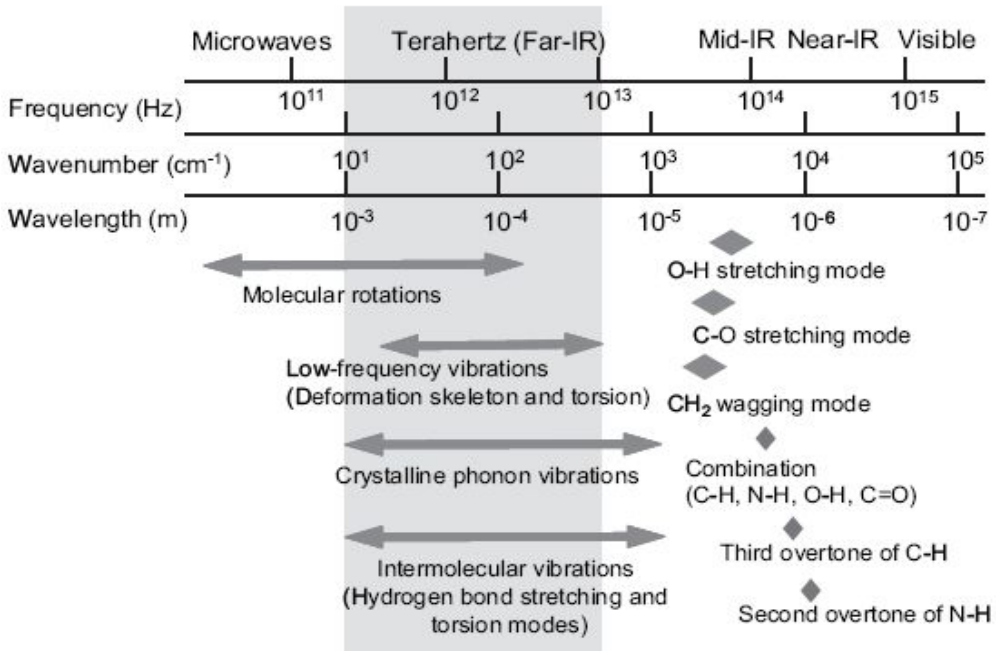 Microwaves Terahertz (Far-IR) Mid-IR Near-IR Visible
Frequency (Hz) 10¹¹ 10¹² 10¹³ 10¹⁴ 10¹⁵
Wavenumber (cm⁻¹) 10¹ 10² 10³ 10⁴ 10⁵
Wavelength (m) 10⁻³ 10⁻⁴ 10⁻⁵ 10⁻⁶ 10⁻⁷
O-H stretching mode
Molecular rotations
C-O stretching mode
Low-frequency vibrations
(Deformation skeleton and torsion)
CH₂ wagging mode
Crystalline phonon vibrations
Combination
(C-H, N-H, O-H, C=O)
Third overtone of C-H
Intermolecular vibrations
(Hydrogen bond stretching and
torsion modes)
Second overtone of N-H